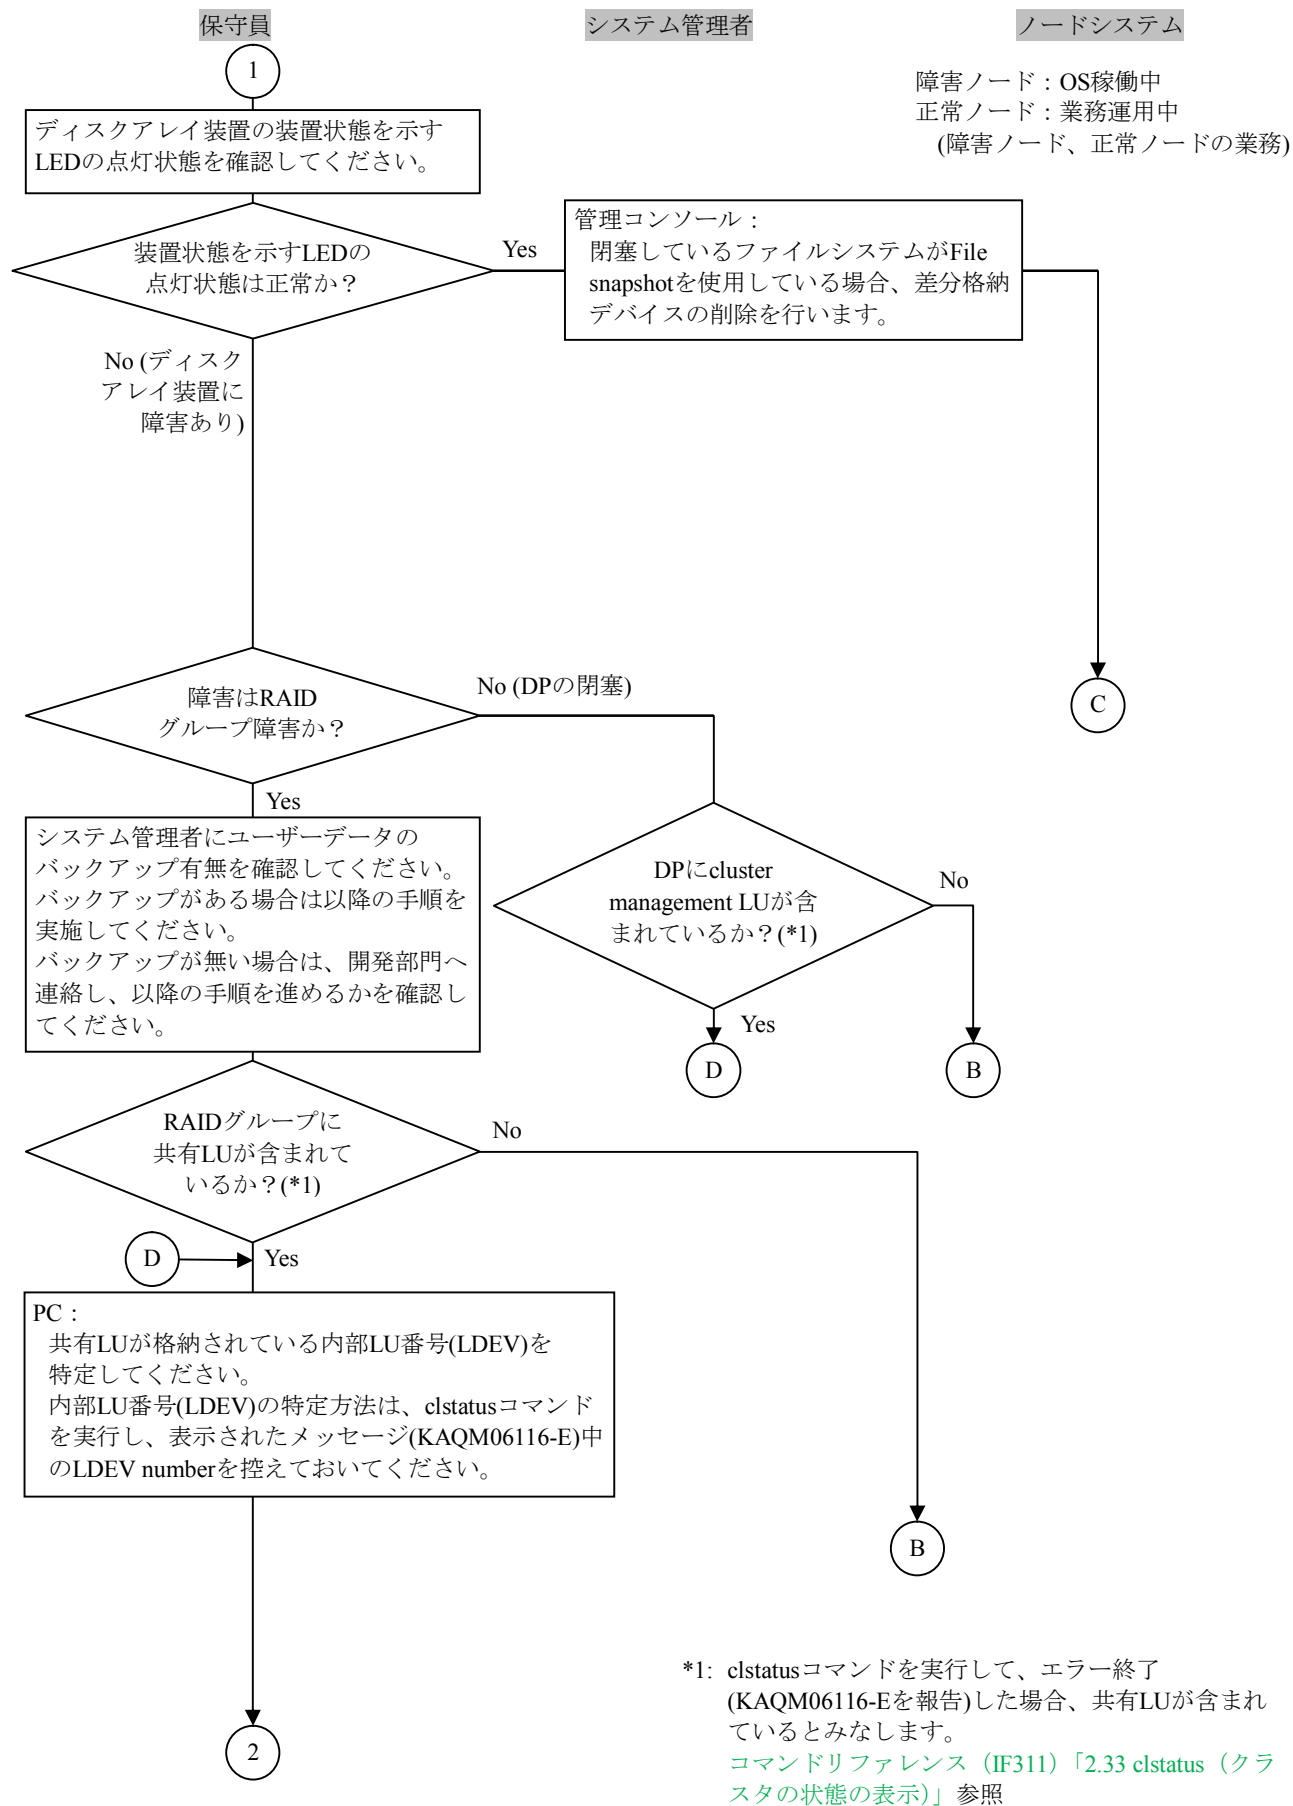 保守員
システム管理者
ノードシステム
1
障害ノード：OS稼働中
正常ノード：業務運用中
(障害ノード、正常ノードの業務)
ディスクアレイ装置の装置状態を示す
LEDの点灯状態を確認してください。
装置状態を示すLEDの
点灯状態は正常か？
Yes
管理コンソール：
閉塞しているファイルシステムがFile
snapshotを使用している場合、差分格納
デバイスの削除を行います。
No (ディスク
アレイ装置に
障害あり)
C
障害はRAID
グループ障害か？
No (DPの閉塞)
Yes
システム管理者にユーザーデータの
バックアップ有無を確認してください。
バックアップがある場合は以降の手順を
実施してください。
バックアップが無い場合は、開発部門へ
連絡し、以降の手順を進めるかを確認し
てください。
DPにcluster
management LUが含
まれているか？(*1)
No
Yes
D
B
RAIDグループに
共有LUが含まれて
いるか？(*1)
No
D
Yes
PC：
共有LUが格納されている内部LU番号(LDEV)を
特定してください。
内部LU番号(LDEV)の特定方法は、clstatusコマンド
を実行し、表示されたメッセージ(KAQM06116-E)中
のLDEV numberを控えておいてください。
B
2
*1: clstatusコマンドを実行して、エラー終了
(KAQM06116-Eを報告)した場合、共有LUが含まれ
ているとみなします。
コマンドリファレンス（IF311）「2.33 clstatus（クラ
スタの状態の表示）」参照